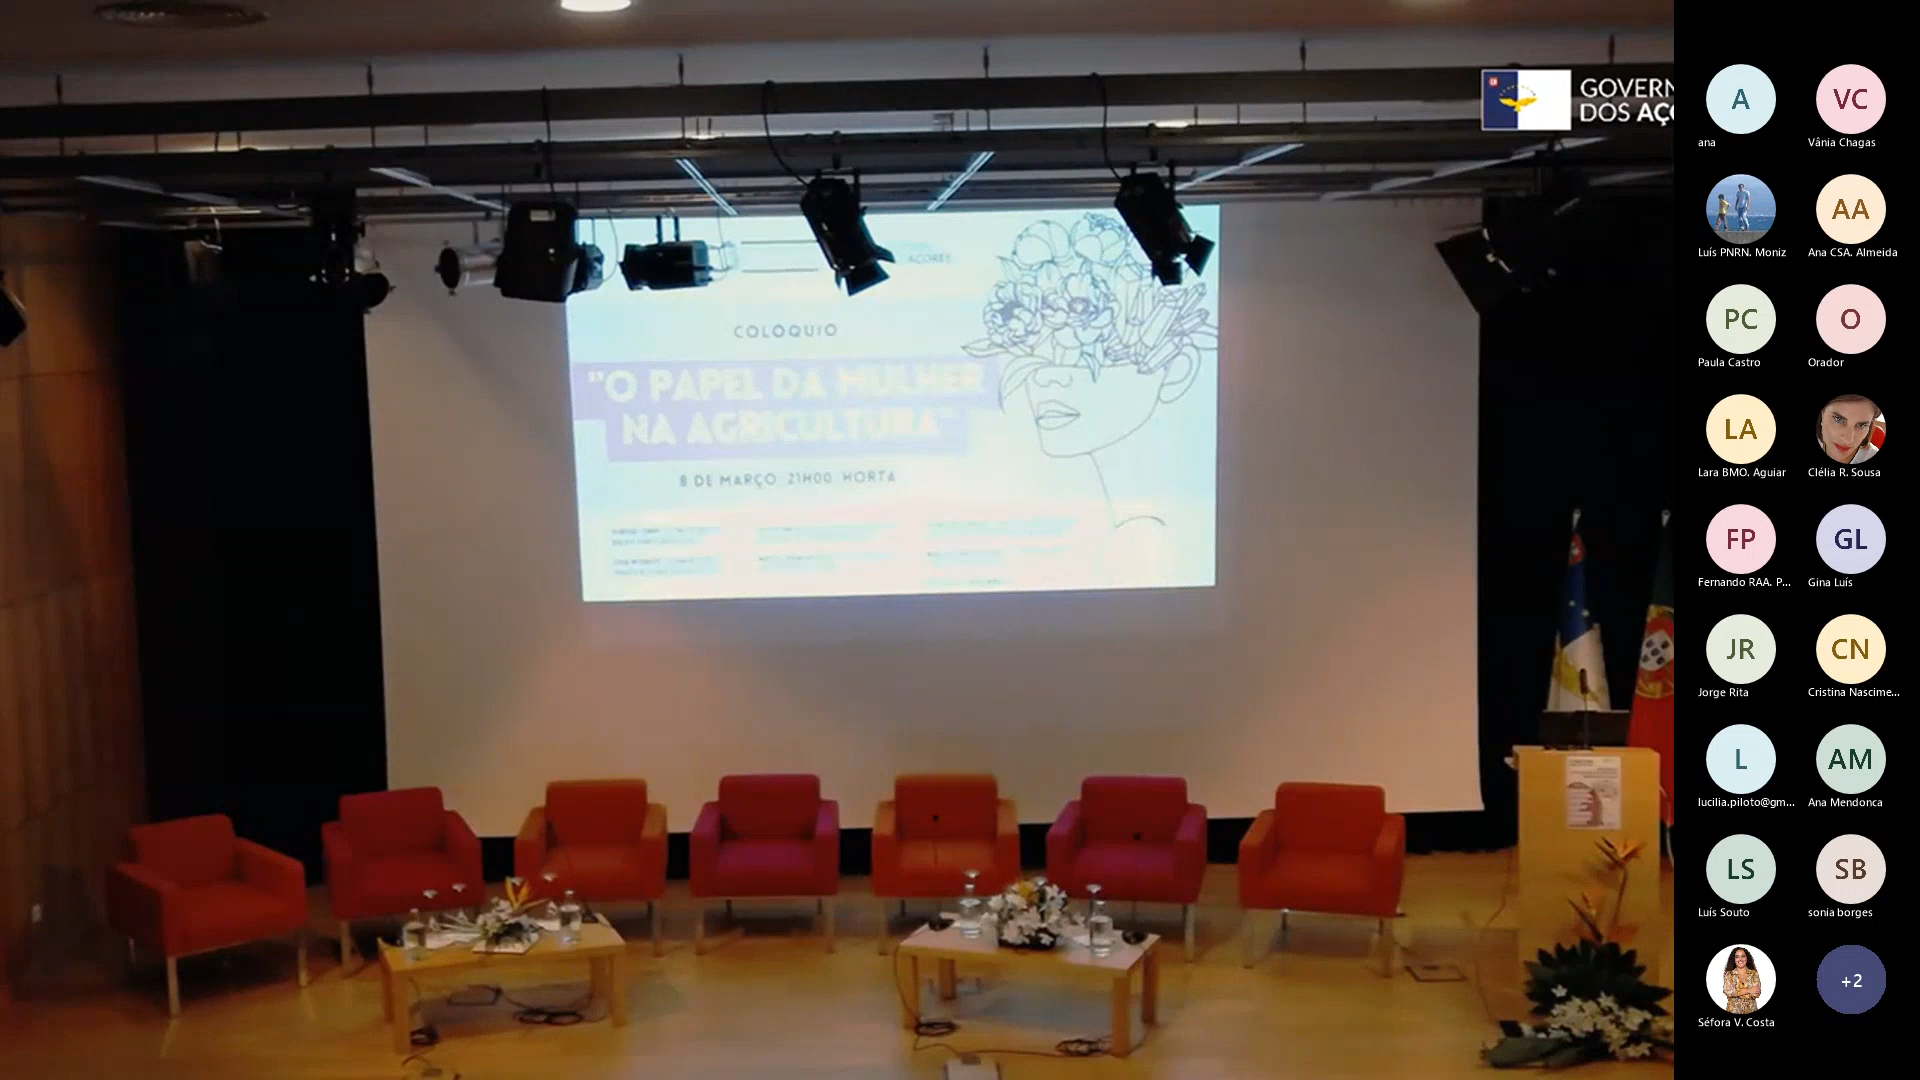 GOVERN
DOS AÇO
AÇORES
COLÓQUIO
"O PAPEL DA MULHER
NA AGRICULTURA"
8 DE MARÇO 21H00 HORTA
A
VC
ana
Vânia Chagas
AA
Luís PNRN. Moniz
Ana CSA. Almeida
PC
O
Paula Castro
Orador
LA
Lara BMO. Aguiar
Clélia R. Sousa
FP
GL
Fernando RAA. P...
Gina Luís
JR
CN
Jorge Rita
Cristina Nascime...
L
AM
lucilia.piloto@gm...
Ana Mendonca
LS
SB
Luís Souto
sonia borges
+2
Séfora V. Costa